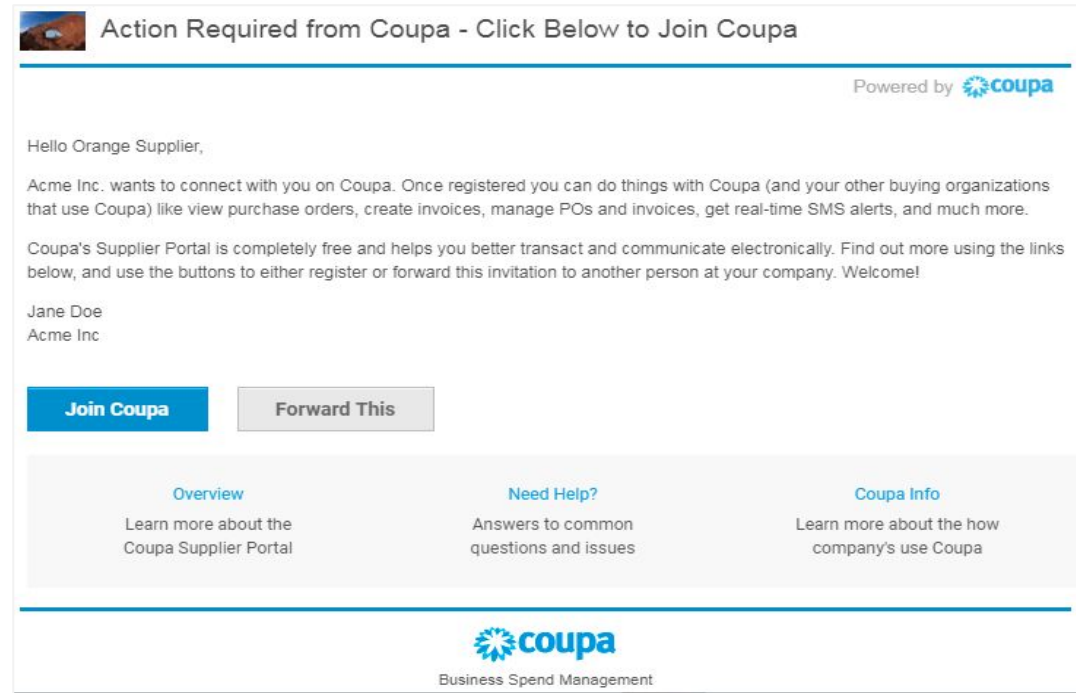 Action Required from Coupa - Click Below to Join Coupa
Powered by coupa
Hello Orange Supplier,
Acme Inc. wants to connect with you on Coupa. Once registered you can do things with Coupa (and your other buying organizations
that use Coupa) like view purchase orders, create invoices, manage POs and invoices, get real-time SMS alerts, and much more.
Coupa's Supplier Portal is completely free and helps you better transact and communicate electronically. Find out more using the links
below, and use the buttons to either register or forward this invitation to another person at your company. Welcome!
Jane Doe
Acme Inc
Join Coupa
Forward This
Overview
Learn more about the
Coupa Supplier Portal
Need Help?
Answers to common
questions and issues
Coupa Info
Learn more about the how
company's use Coupa
coupa
Business Spend Management